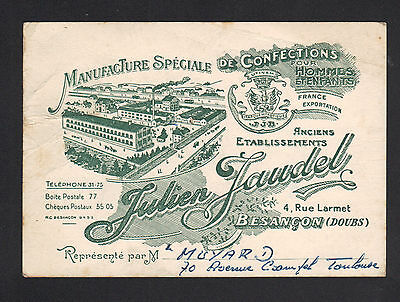 MANUFACTURE SPÉCIALE
DE CONFECTIONS
POUR
HOMMES
ET ENFANTS
FRANCE
EXPORTATION
D.J.B
ANCIENS
ETABLISSEMENTS
Julien Jaudel
4, Rue Larmet
BESANÇON (DOUBS)
TÉLÉPHONE 31-75
Boite Postale 77
Chèques Postaux 55 05
R.C. BESANÇON
Représenté par M
MUYARD
70 Avenue Toulouse